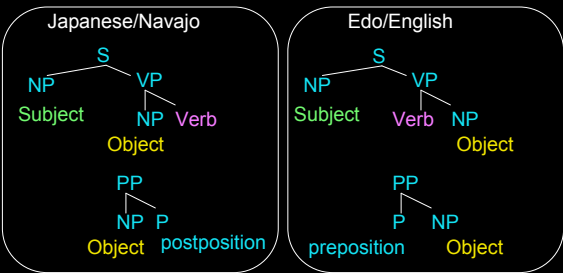 Japanese/Navajo
S
NP VP
Subject
NP Verb
Object
PP
NP P
Object postposition
Edo/English
S
NP VP
Subject
Verb NP
Object
PP
P NP
preposition Object